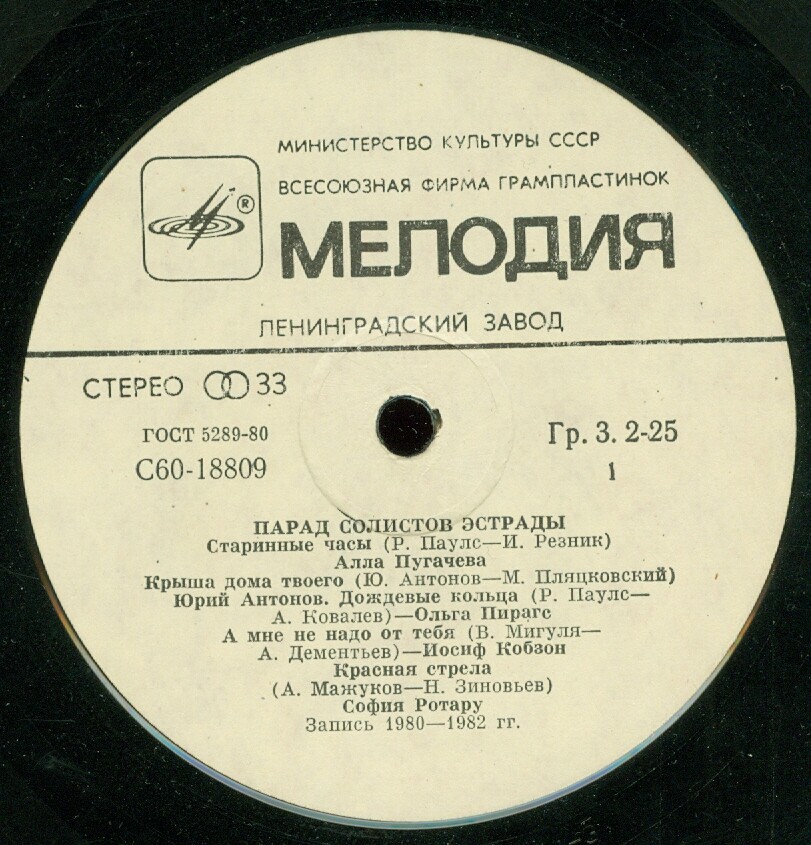 МИНИСТЕРСТВО КУЛЬТУРЫ СССР
ВСЕСОЮЗНАЯ ФИРМА ГРАМПЛАСТИНОК
®
МЕЛОДИЯ
ЛЕНИНГРАДСКИЙ ЗАВОД
СТЕРЕО 33
ГОСТ 5289-80
Гр. 3. 2-25
С60-18809
1
ПАРАД СОЛИСТОВ ЭСТРАДЫ
Старинные часы (Р. Паулс—И. Резник)
Алла Пугачева
Крыша дома твоего (Ю. Антонов—М. Пляцковский)
Юрий Антонов. Дождевые кольца (Р. Паулс—
А. Ковалев)—Ольга Пирагс
А мне не надо от тебя (В. Мигуля—
А. Дементьев)—Иосиф Кобзон
Красная стрела
(А. Мажуков—Н. Зиновьев)
София Ротару
Запись 1980—1982 гг.